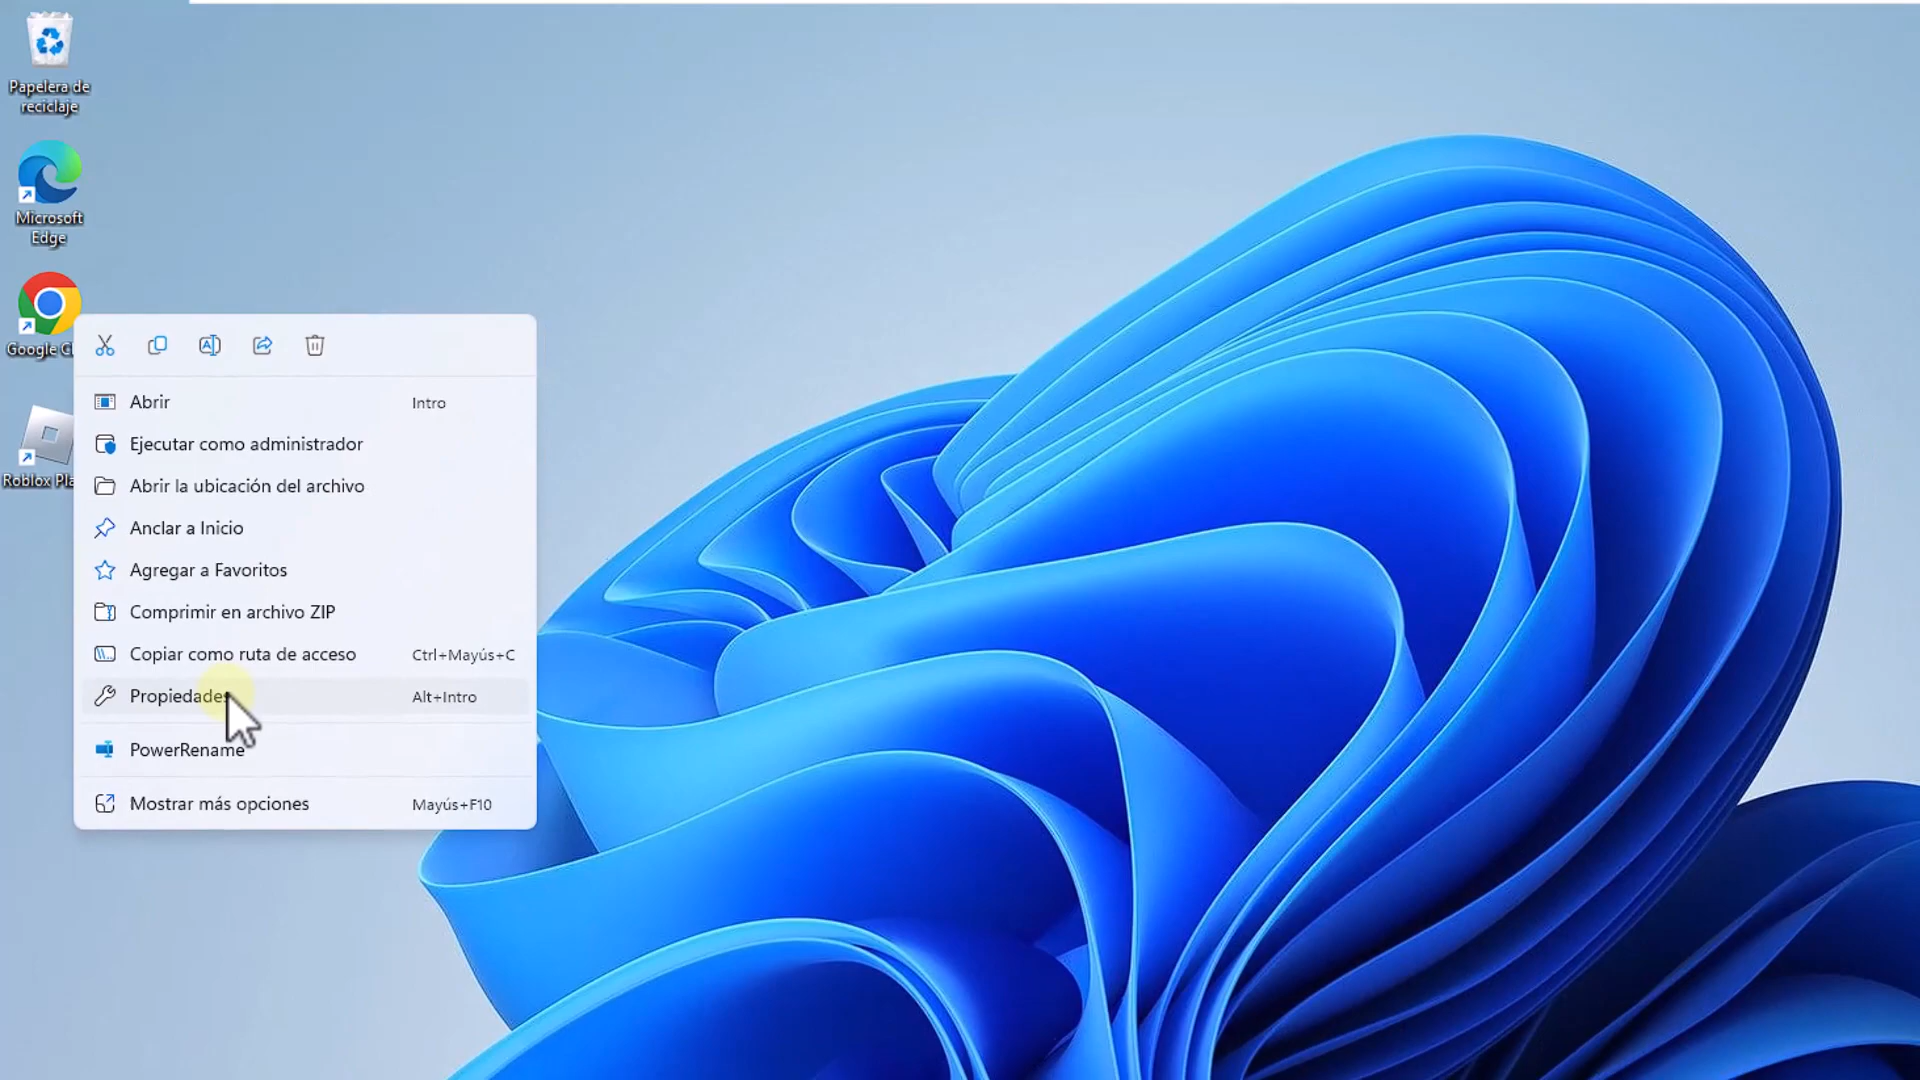 Papelera de
reciclaje
Microsoft
Edge
Google
Roblox
Abrir Intro
Ejecutar como administrador
Abrir la ubicación del archivo
Anclar a Inicio
Agregar a Favoritos
Comprimir en archivo ZIP
Copiar como ruta de acceso Ctrl+Mayús+C
Propiedades Alt+Intro
PowerRename
Mostrar más opciones Mayús+F10